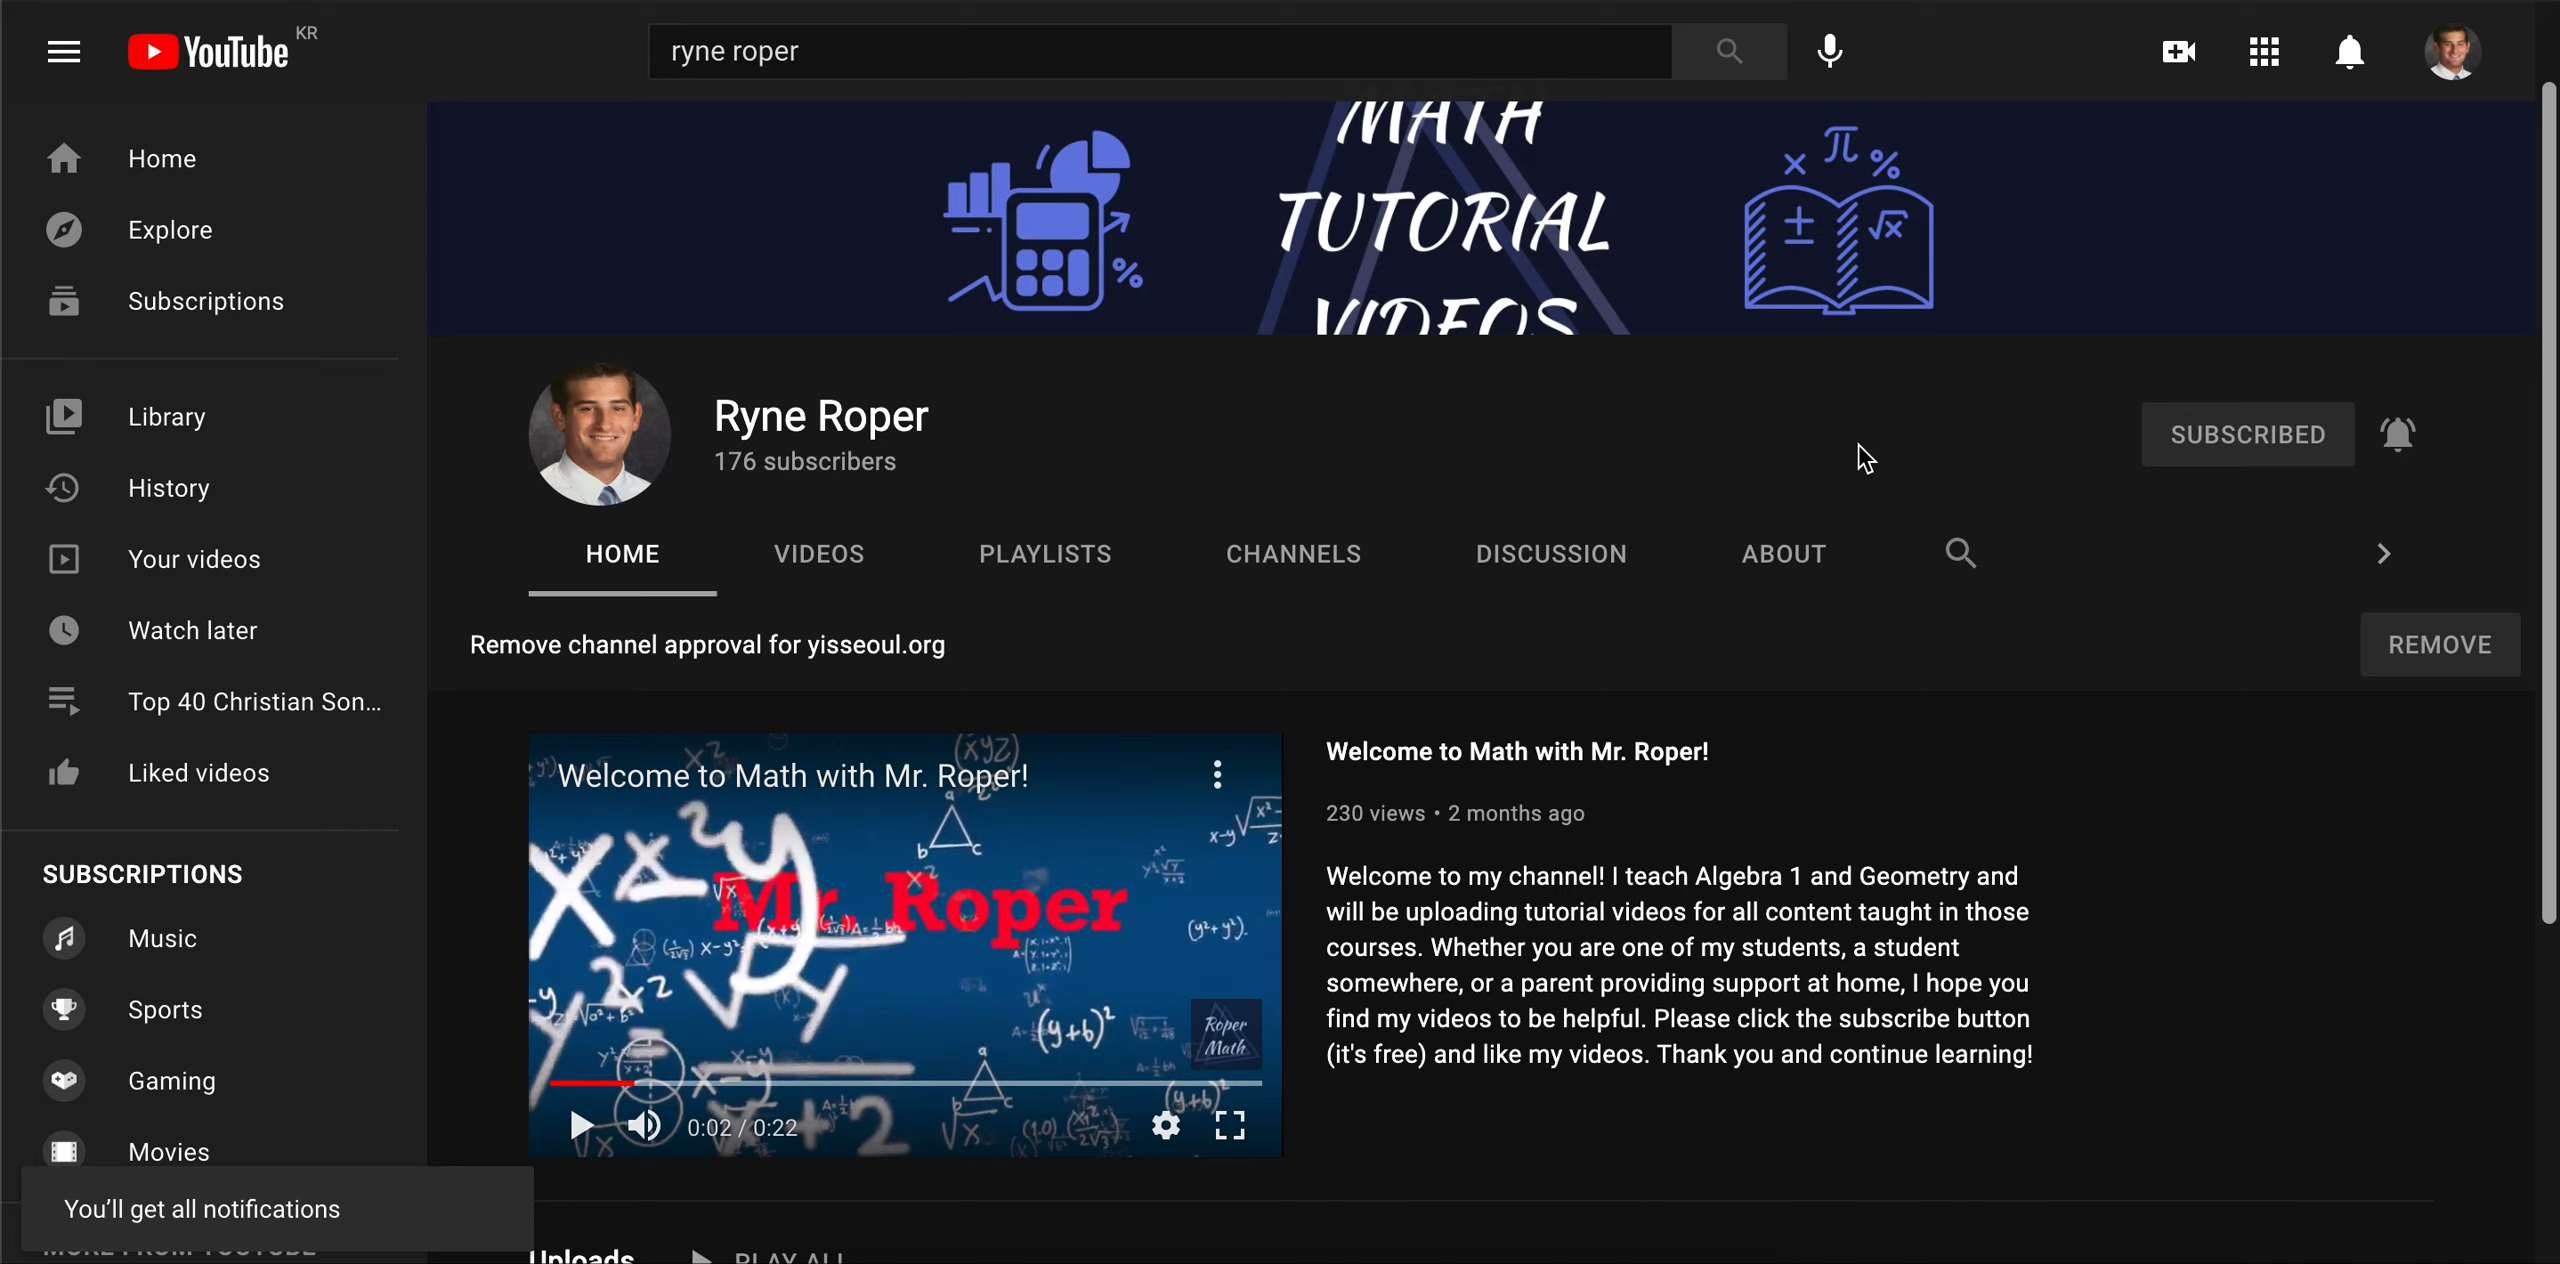 YouTube KR
ryne roper
Home
Explore
Subscriptions
Library
History
Your videos
Watch later
Top 40 Christian Son...
Liked videos
SUBSCRIPTIONS
Music
Sports
Gaming
Movies
You’ll get all notifications
MATH
TUTORIAL
VIDEOS
Ryne Roper
176 subscribers
SUBSCRIBED
HOME VIDEOS PLAYLISTS CHANNELS DISCUSSION ABOUT
Remove channel approval for yisseoul.org
REMOVE
Welcome to Math with Mr. Roper!
Mr. Roper
(y+b)²
(y²+y²).
Roper
Math
0:02 / 0:22
Welcome to Math with Mr. Roper!
230 views • 2 months ago
Welcome to my channel! I teach Algebra 1 and Geometry and
will be uploading tutorial videos for all content taught in those
courses. Whether you are one of my students, a student
somewhere, or a parent providing support at home, I hope you
find my videos to be helpful. Please click the subscribe button
(it's free) and like my videos. Thank you and continue learning!
Uploads PLAY ALL